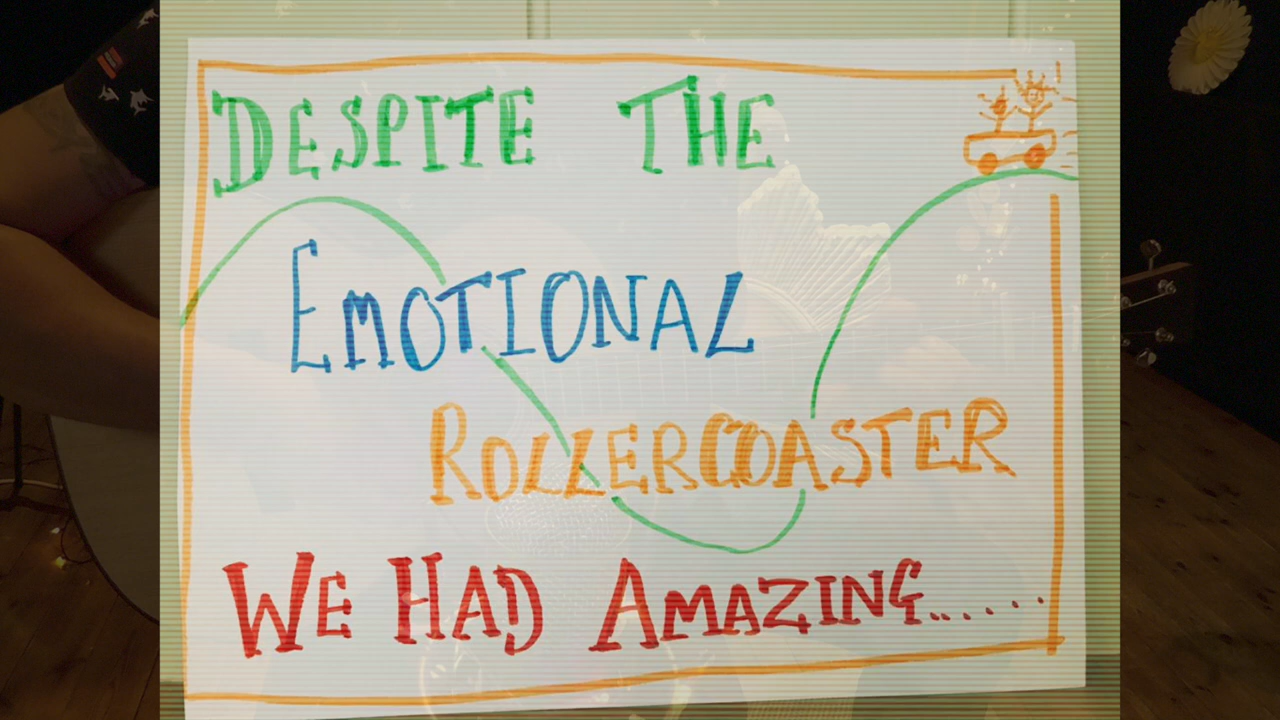 DESPITE THE
EMOTIONAL
ROLLERCOASTER
WE HAD AMAZING.......